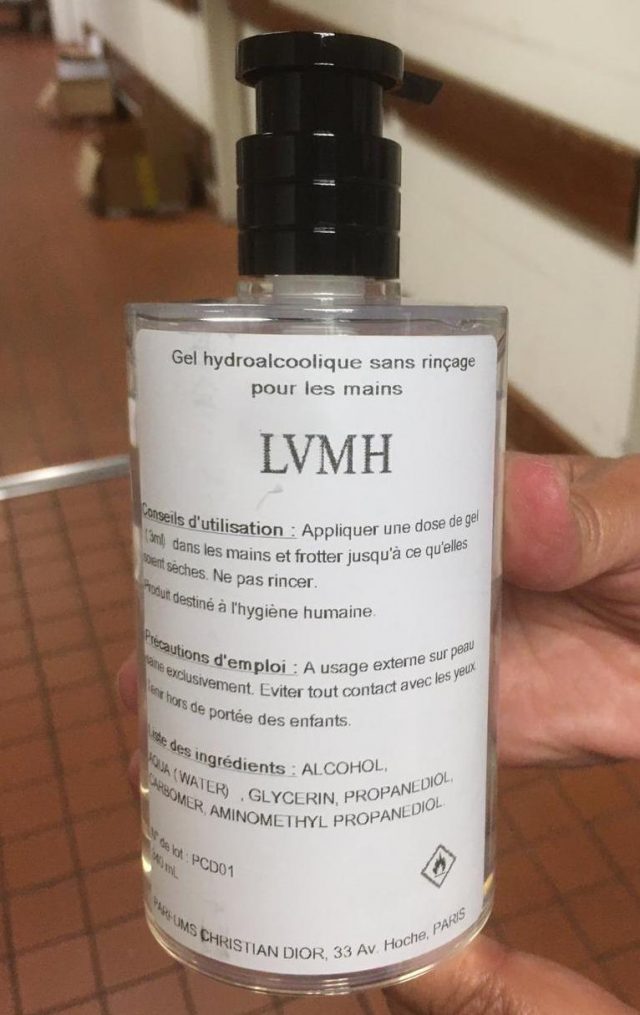 Gel hydroalcoolique sans rinçage
pour les mains
LVMH
Conseils d'utilisation : Appliquer une dose de gel
(3ml) dans les mains et frotter jusqu'à ce qu'elles
soient sèches. Ne pas rincer.
Produit destiné à l'hygiène humaine.
Précautions d'emploi : A usage externe sur peau
saine exclusivement. Eviter tout contact avec les yeux
Tenir hors de portée des enfants.
Liste des ingrédients : ALCOHOL,
AQUA (WATER) , GLYCERIN, PROPANEDIOL,
CARBOMER, AMINOMETHYL PROPANEDIOL.
N° de lot : PCD01
mL
PARFUMS CHRISTIAN DIOR, 33 Av. Hoche, PARIS